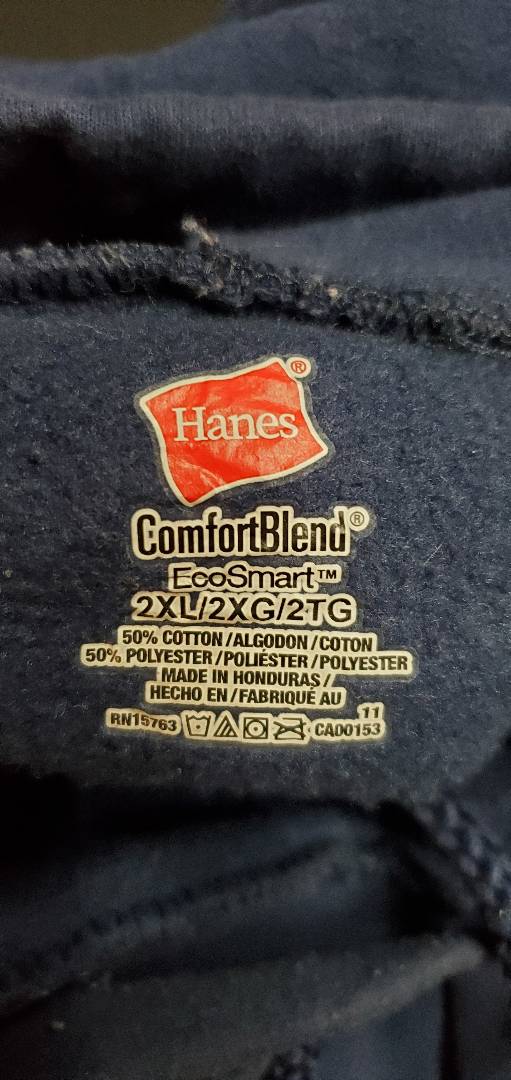 Hanes®
ComfortBlend®
EcoSmart™
2XL/2XG/2TG
50% COTTON/ALGODON/COTON
50% POLYESTER/POLIÉSTER/POLYESTER
MADE IN HONDURAS/
HECHO EN/FABRIQUÉ AU
11
RN15763 CA00153